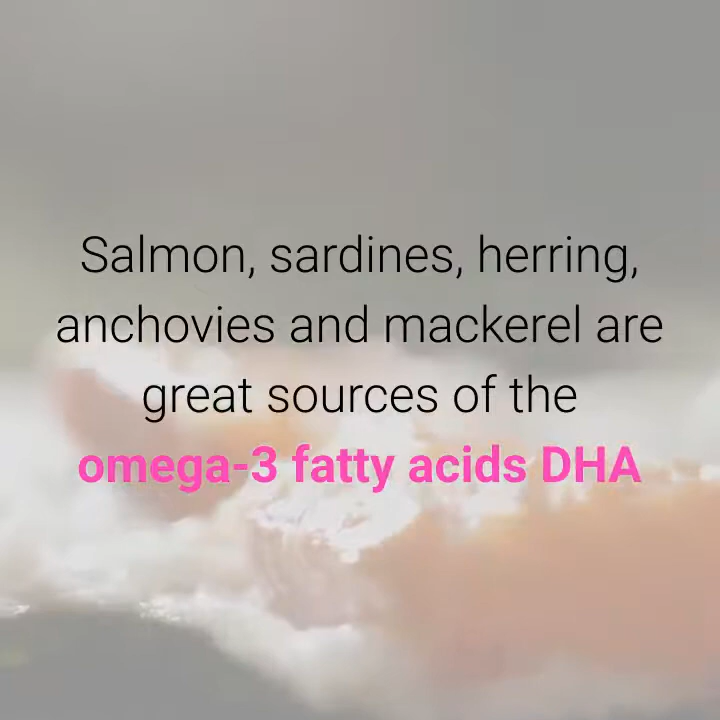 Salmon, sardines, herring,
anchovies and mackerel are
great sources of the
omega-3 fatty acids DHA